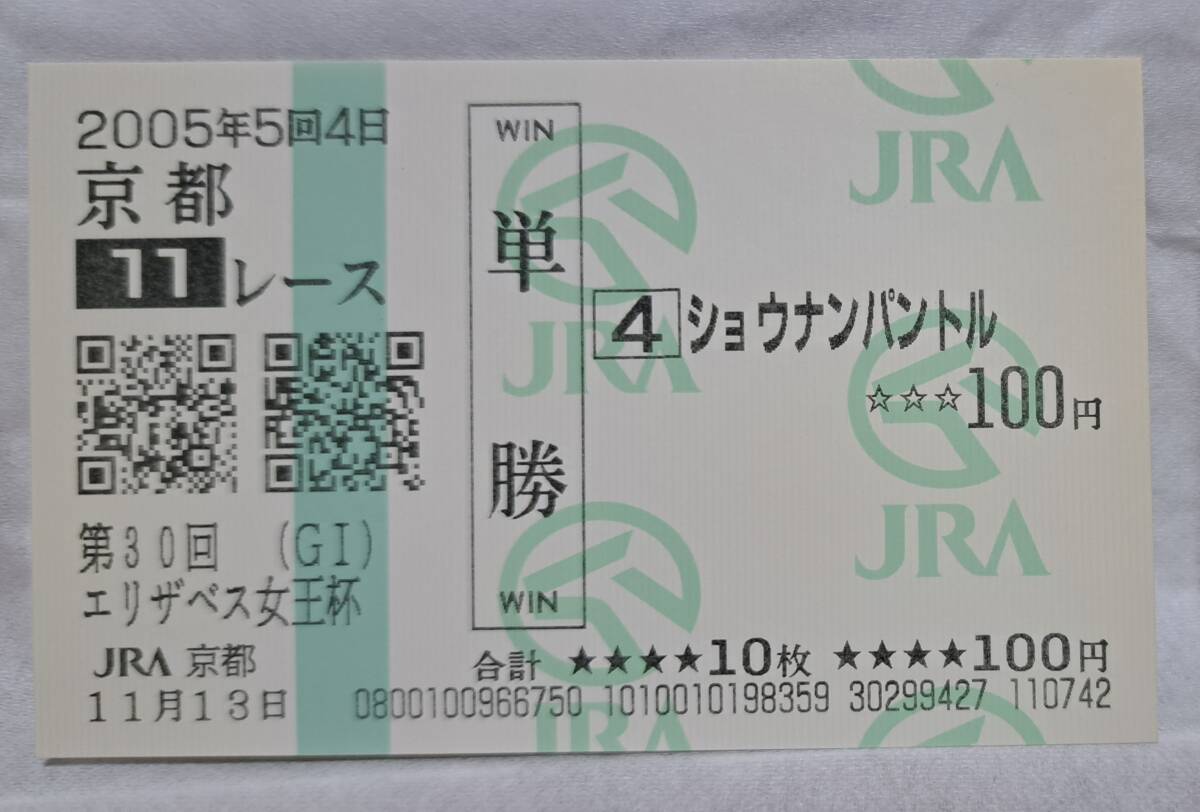 2005年5回4日
京都
11レース
第30回 (GI)
エリザベス女王杯
JRA 京都
11月13日
WIN
単勝
WIN
4 ショウナンパントル
☆☆☆100円
合計 ★★★★10枚 ★★★★100円
0800100966750 1010010198359 30299427 110742
JRA
JRA
JRA
JRA